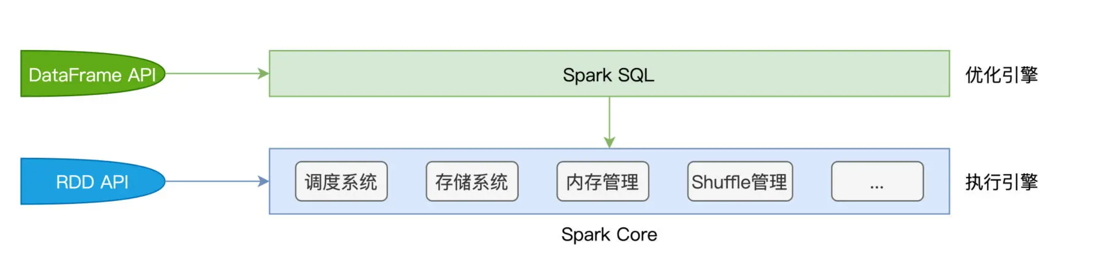 DataFrame API
Spark SQL
优化引擎
RDD API
调度系统
存储系统
内存管理
Shuffle管理
...
执行引擎
Spark Core